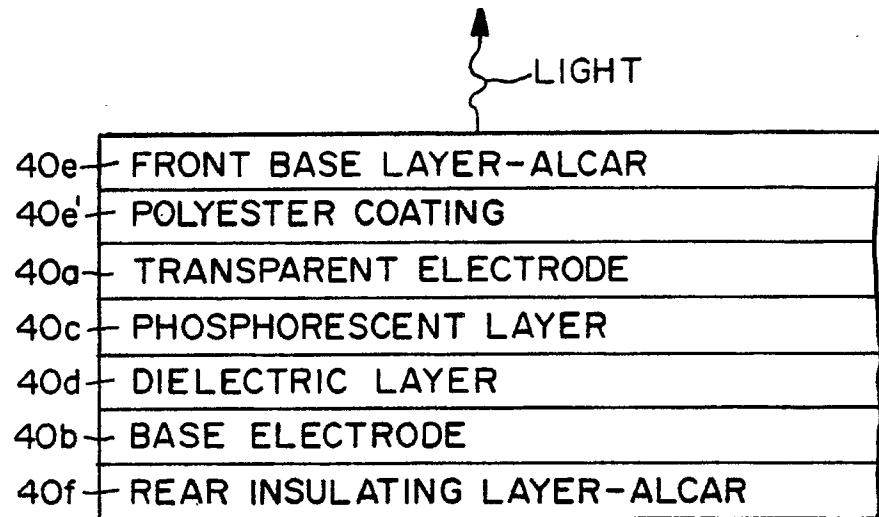 LIGHT
40e FRONT BASE LAYER-ALCAR
40e' POLYESTER COATING
40a TRANSPARENT ELECTRODE
40c PHOSPHORESCENT LAYER
40d DIELECTRIC LAYER
40b BASE ELECTRODE
40f REAR INSULATING LAYER-ALCAR